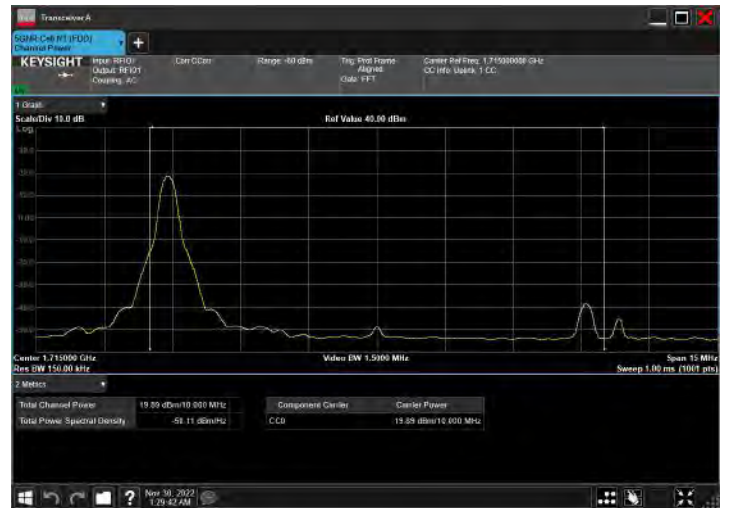 Transceiver A
5GNR-Cell N1 (FDD)
Channel Power
+
KEYSIGHT
Input: RFIO1
Output: RFIO1
Coupling: AC
Corr CCorr
Range: -60 dBm
Trig: Prdt Frame
Aligned
Gate: FFT
Center Ref Freq: 1.715000000 GHz
CC Info: Uplink, 1 CC
1 Graph
Scale/Div 10.0 dB
Ref Value 40.00 dBm
Log
Center 1.715000 GHz
Video BW 1.5000 MHz
Span 15 MHz
Res BW 150.00 kHz
Sweep 1.00 ms (1001 pts)
2 Metrics
Total Channel Power
19.89 dBm/10.000 MHz
Total Power Spectral Density
-50.11 dBm/Hz
Component Carrier
Carrier Power
CC0
19.89 dBm/10.000 MHz
?
Nov 30, 2022
1:29:42 AM